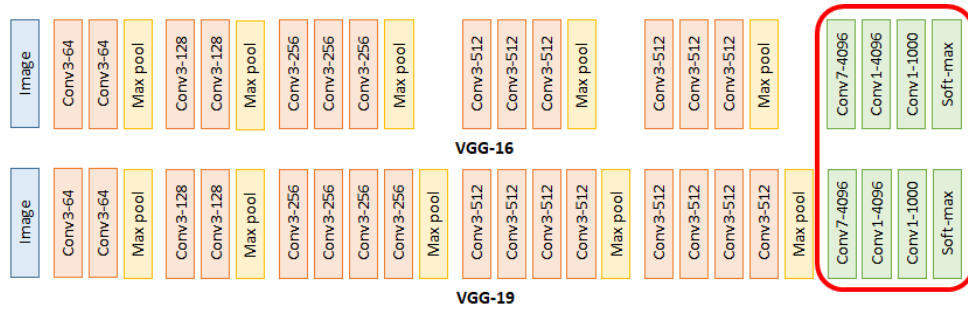 Image
Conv3-64
Conv3-64
Max pool
Conv3-128
Conv3-128
Max pool
Conv3-256
Conv3-256
Conv3-256
Max pool
Conv3-512
Conv3-512
Conv3-512
Max pool
Conv3-512
Conv3-512
Conv3-512
Max pool
Conv7-4096
Conv1-4096
Conv1-1000
Soft-max
VGG-16
Image
Conv3-64
Conv3-64
Max pool
Conv3-128
Conv3-128
Max pool
Conv3-256
Conv3-256
Conv3-256
Conv3-256
Max pool
Conv3-512
Conv3-512
Conv3-512
Conv3-512
Max pool
Conv3-512
Conv3-512
Conv3-512
Conv3-512
Max pool
Conv7-4096
Conv1-4096
Conv1-1000
Soft-max
VGG-19